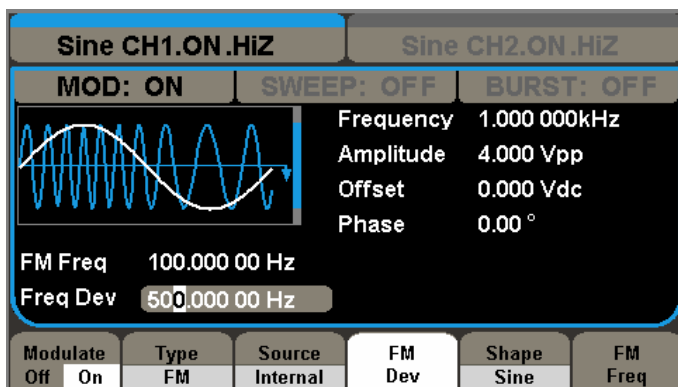 Sine CH1.ON.HiZ
Sine CH2.ON.HiZ
MOD: ON
SWEEP: OFF
BURST: OFF
Frequency 1.000 000kHz
Amplitude 4.000 Vpp
Offset 0.000 Vdc
Phase 0.00 °
FM Freq 100.000 00 Hz
Freq Dev 500.000 00 Hz
Modulate Type Source FM Shape FM
Off On FM Internal Dev Sine Freq